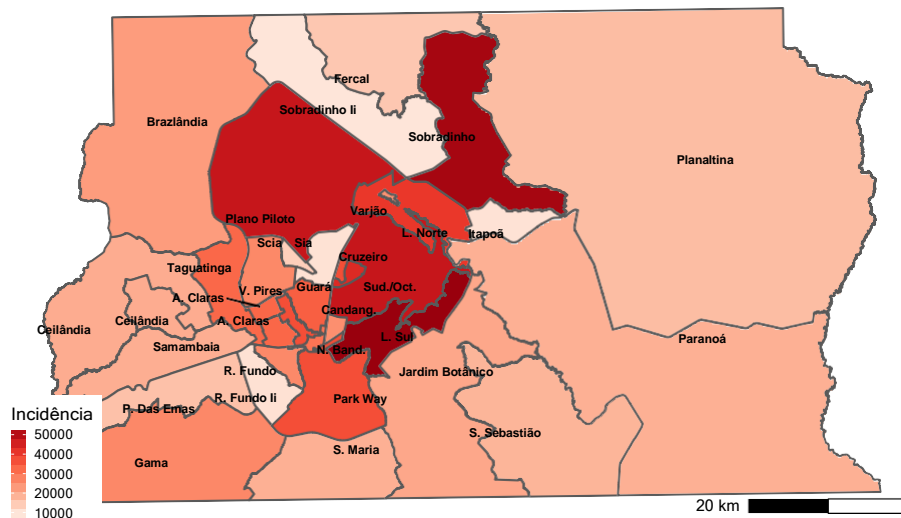 Fercal
Sobradinho Ii
Brazlândia
Sobradinho
Planaltina
Varjão
Plano Piloto
L. Norte
Itapoã
Scia
Sia
Cruzeiro
Taguatinga
V. Pires
Guará
Sud./Oct.
A. Claras
Candang.
Ceilândia
A. Claras
Ceilândia
L. Sul
Paranoá
Samambaia
N. Band.
R. Fundo
Jardim Botânico
R. Fundo Ii
Park Way
P. Das Emas
S. Sebastião
S. Maria
Gama
Incidência
50000
40000
30000
20000
10000
20 km